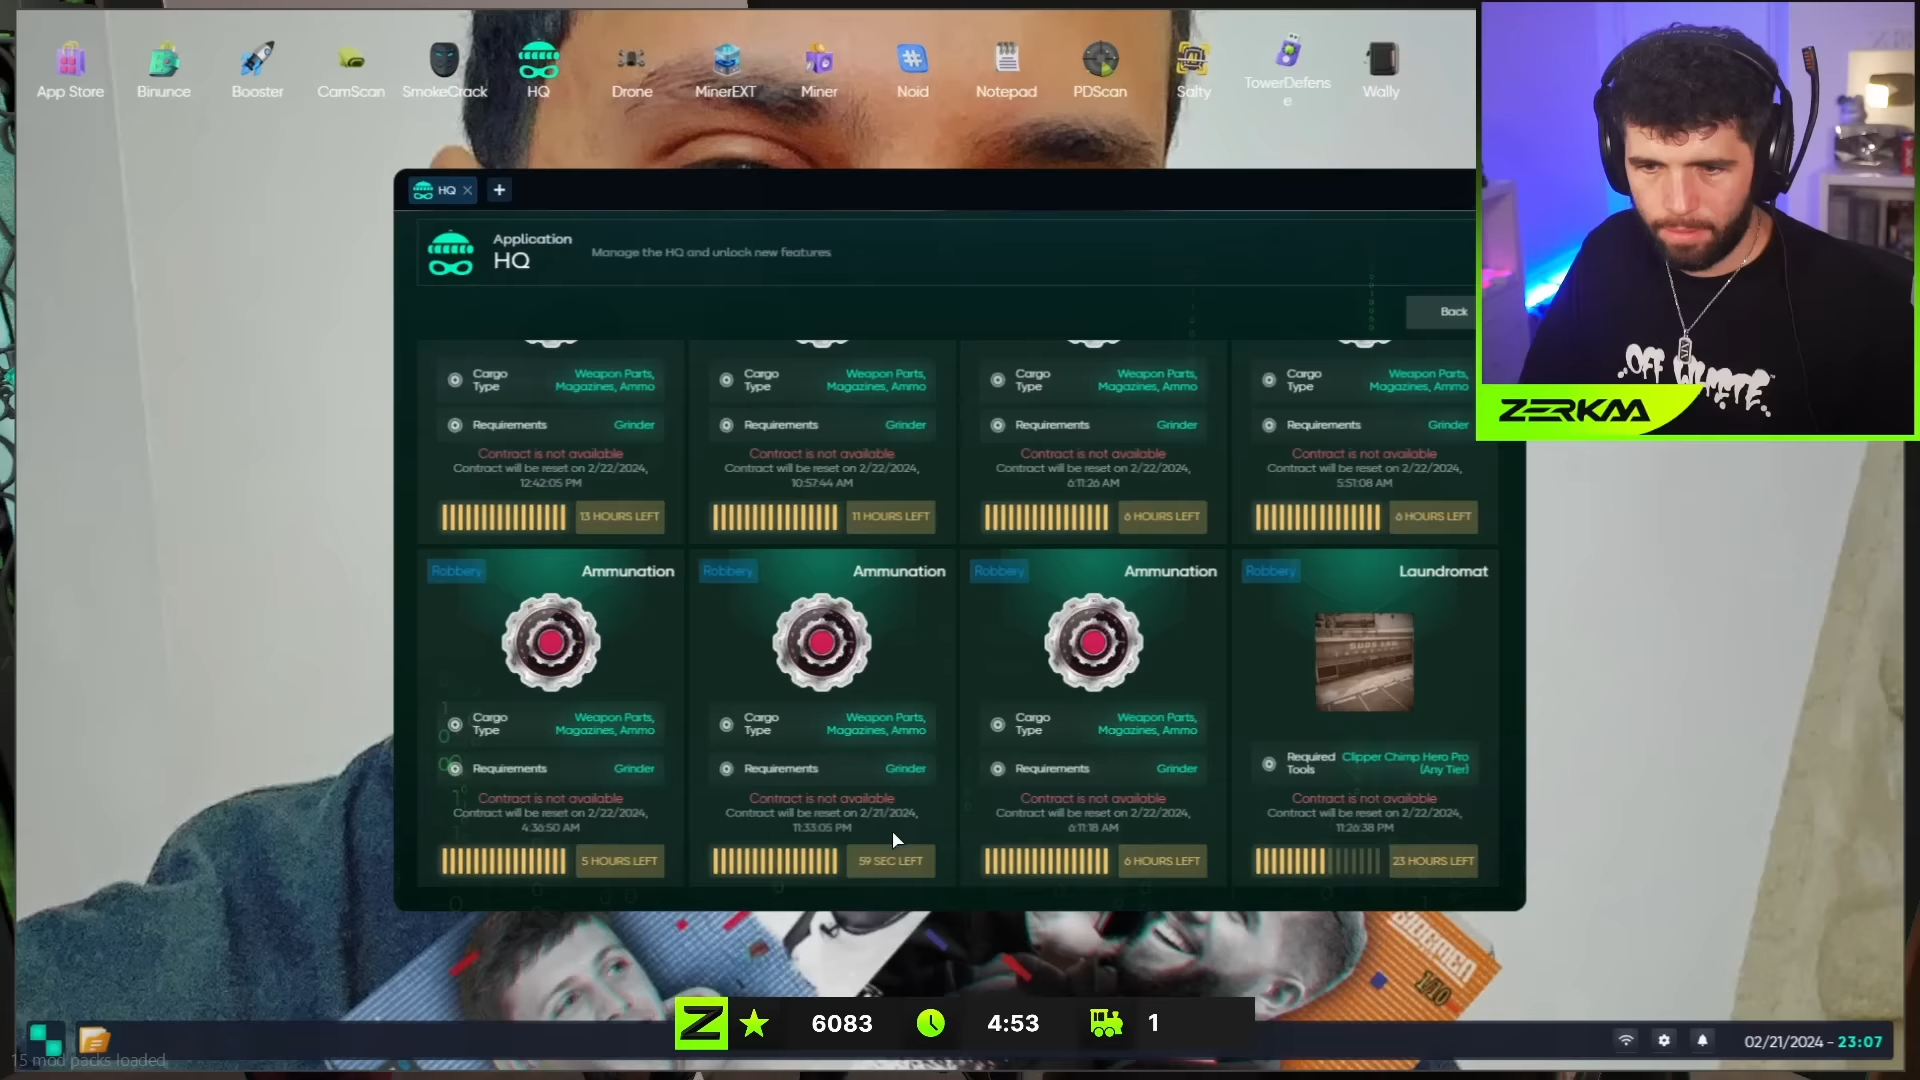 App Store
Binunce
Booster
CamScan
SmokeCrack
HQ
Drone
MinerEXT
Miner
Noid
Notepad
PDScan
Salty
TowerDefens
e
Wally
HQ
Application
HQ
Manage the HQ and unlock new features
Back
Cargo
Type
Weapon Parts,
Magazines, Ammo
Requirements
Grinder
Contract is not available
Contract will be reset on 2/22/2024,
12:42:05 PM
13 HOURS LEFT
Cargo
Type
Weapon Parts,
Magazines, Ammo
Requirements
Grinder
Contract is not available
Contract will be reset on 2/22/2024,
10:57:44 AM
11 HOURS LEFT
Cargo
Type
Weapon Parts,
Magazines, Ammo
Requirements
Grinder
Contract is not available
Contract will be reset on 2/22/2024,
6:11:26 AM
6 HOURS LEFT
Cargo
Type
Weapon Parts,
Magazines, Ammo
Requirements
Grinder
Contract is not available
Contract will be reset on 2/22/2024,
5:51:08 AM
6 HOURS LEFT
Robbery
Ammunation
Cargo
Type
Weapon Parts,
Magazines, Ammo
Requirements
Grinder
Contract is not available
Contract will be reset on 2/22/2024,
4:36:50 AM
5 HOURS LEFT
Robbery
Ammunation
Cargo
Type
Weapon Parts,
Magazines, Ammo
Requirements
Grinder
Contract is not available
Contract will be reset on 2/21/2024,
11:33:05 PM
59 SEC LEFT
Robbery
Ammunation
Cargo
Type
Weapon Parts,
Magazines, Ammo
Requirements
Grinder
Contract is not available
Contract will be reset on 2/22/2024,
6:11:18 AM
6 HOURS LEFT
Robbery
Laundromat
Required
Tools
Clipper Chimp Hero Pro
(Any Tier)
Contract is not available
Contract will be reset on 2/22/2024,
11:26:38 PM
23 HOURS LEFT
OFF WHITE
ZERKAA
SIDEMEN
Z
6083
4:53
1
15 mod packs loaded
02/21/2024 - 23:07